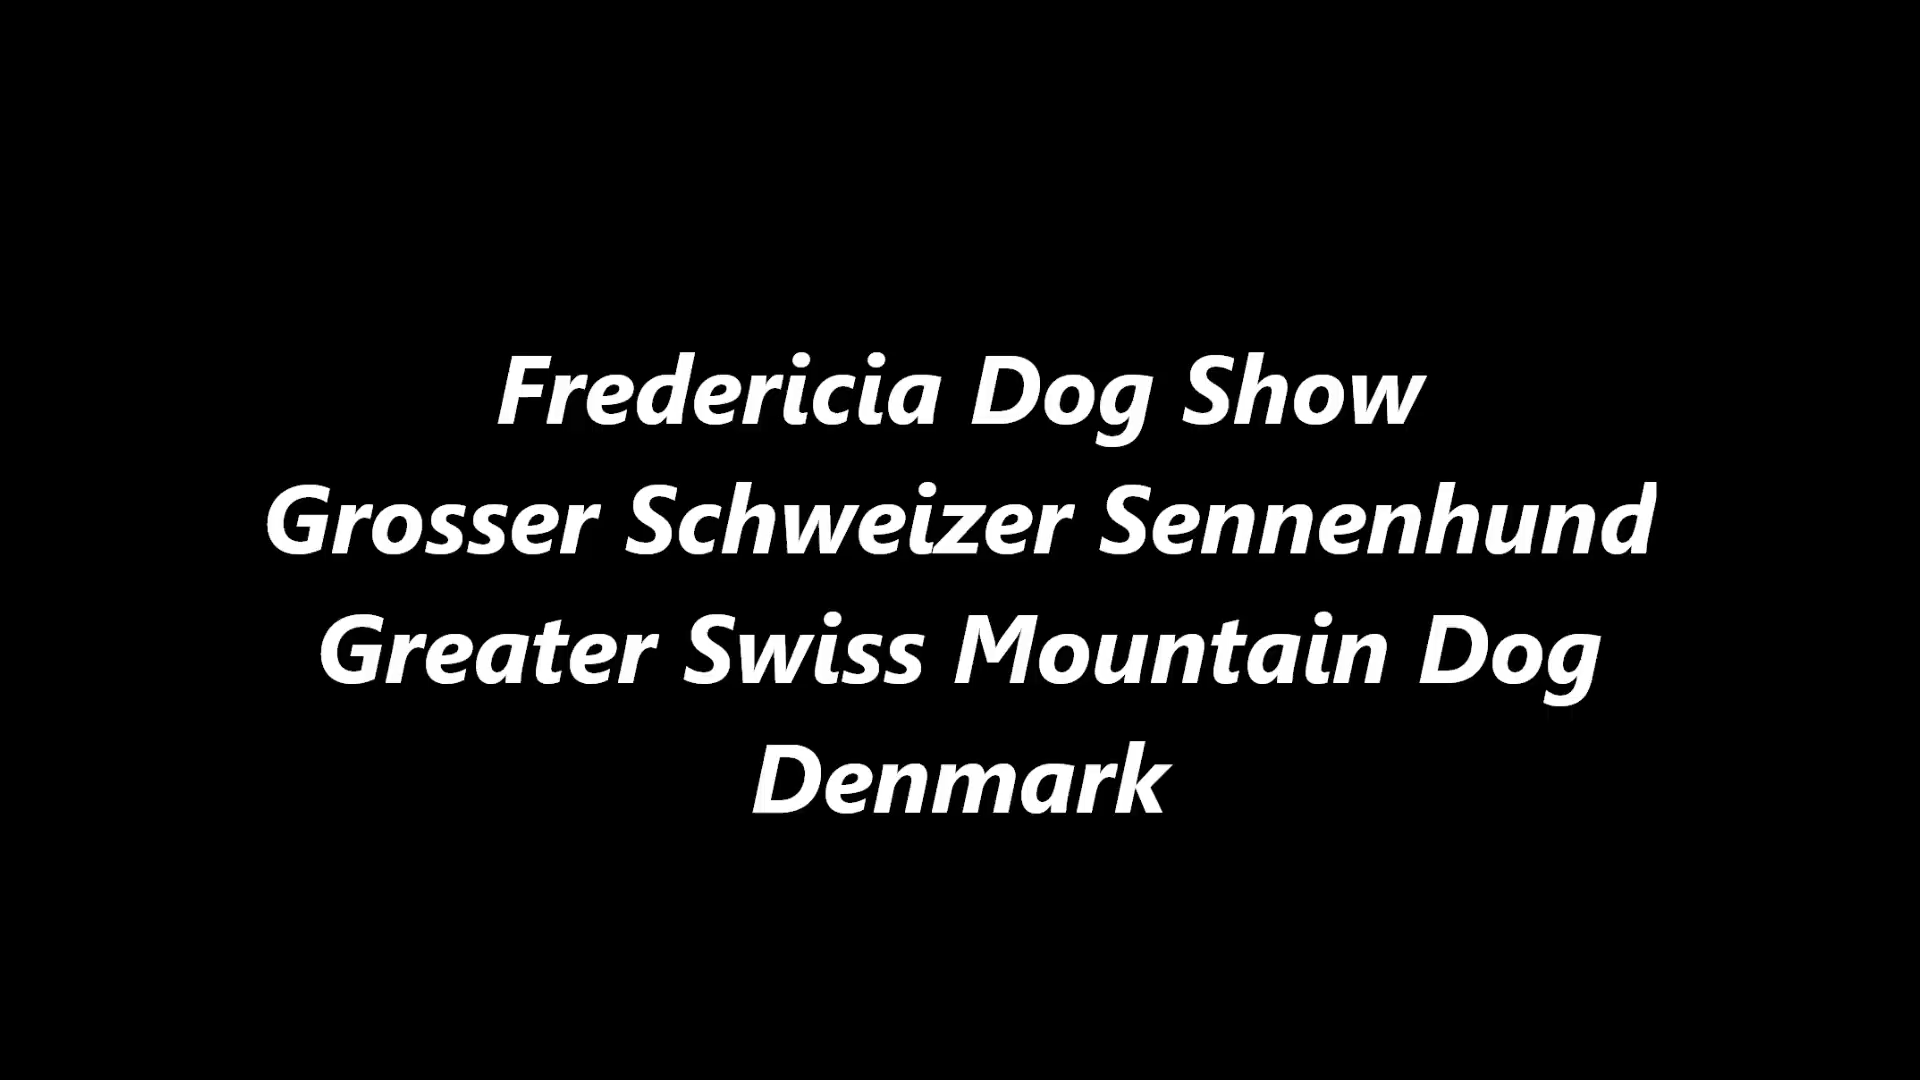 Fredericia Dog Show
Grosser Schweizer Sennenhund
Greater Swiss Mountain Dog
Denmark